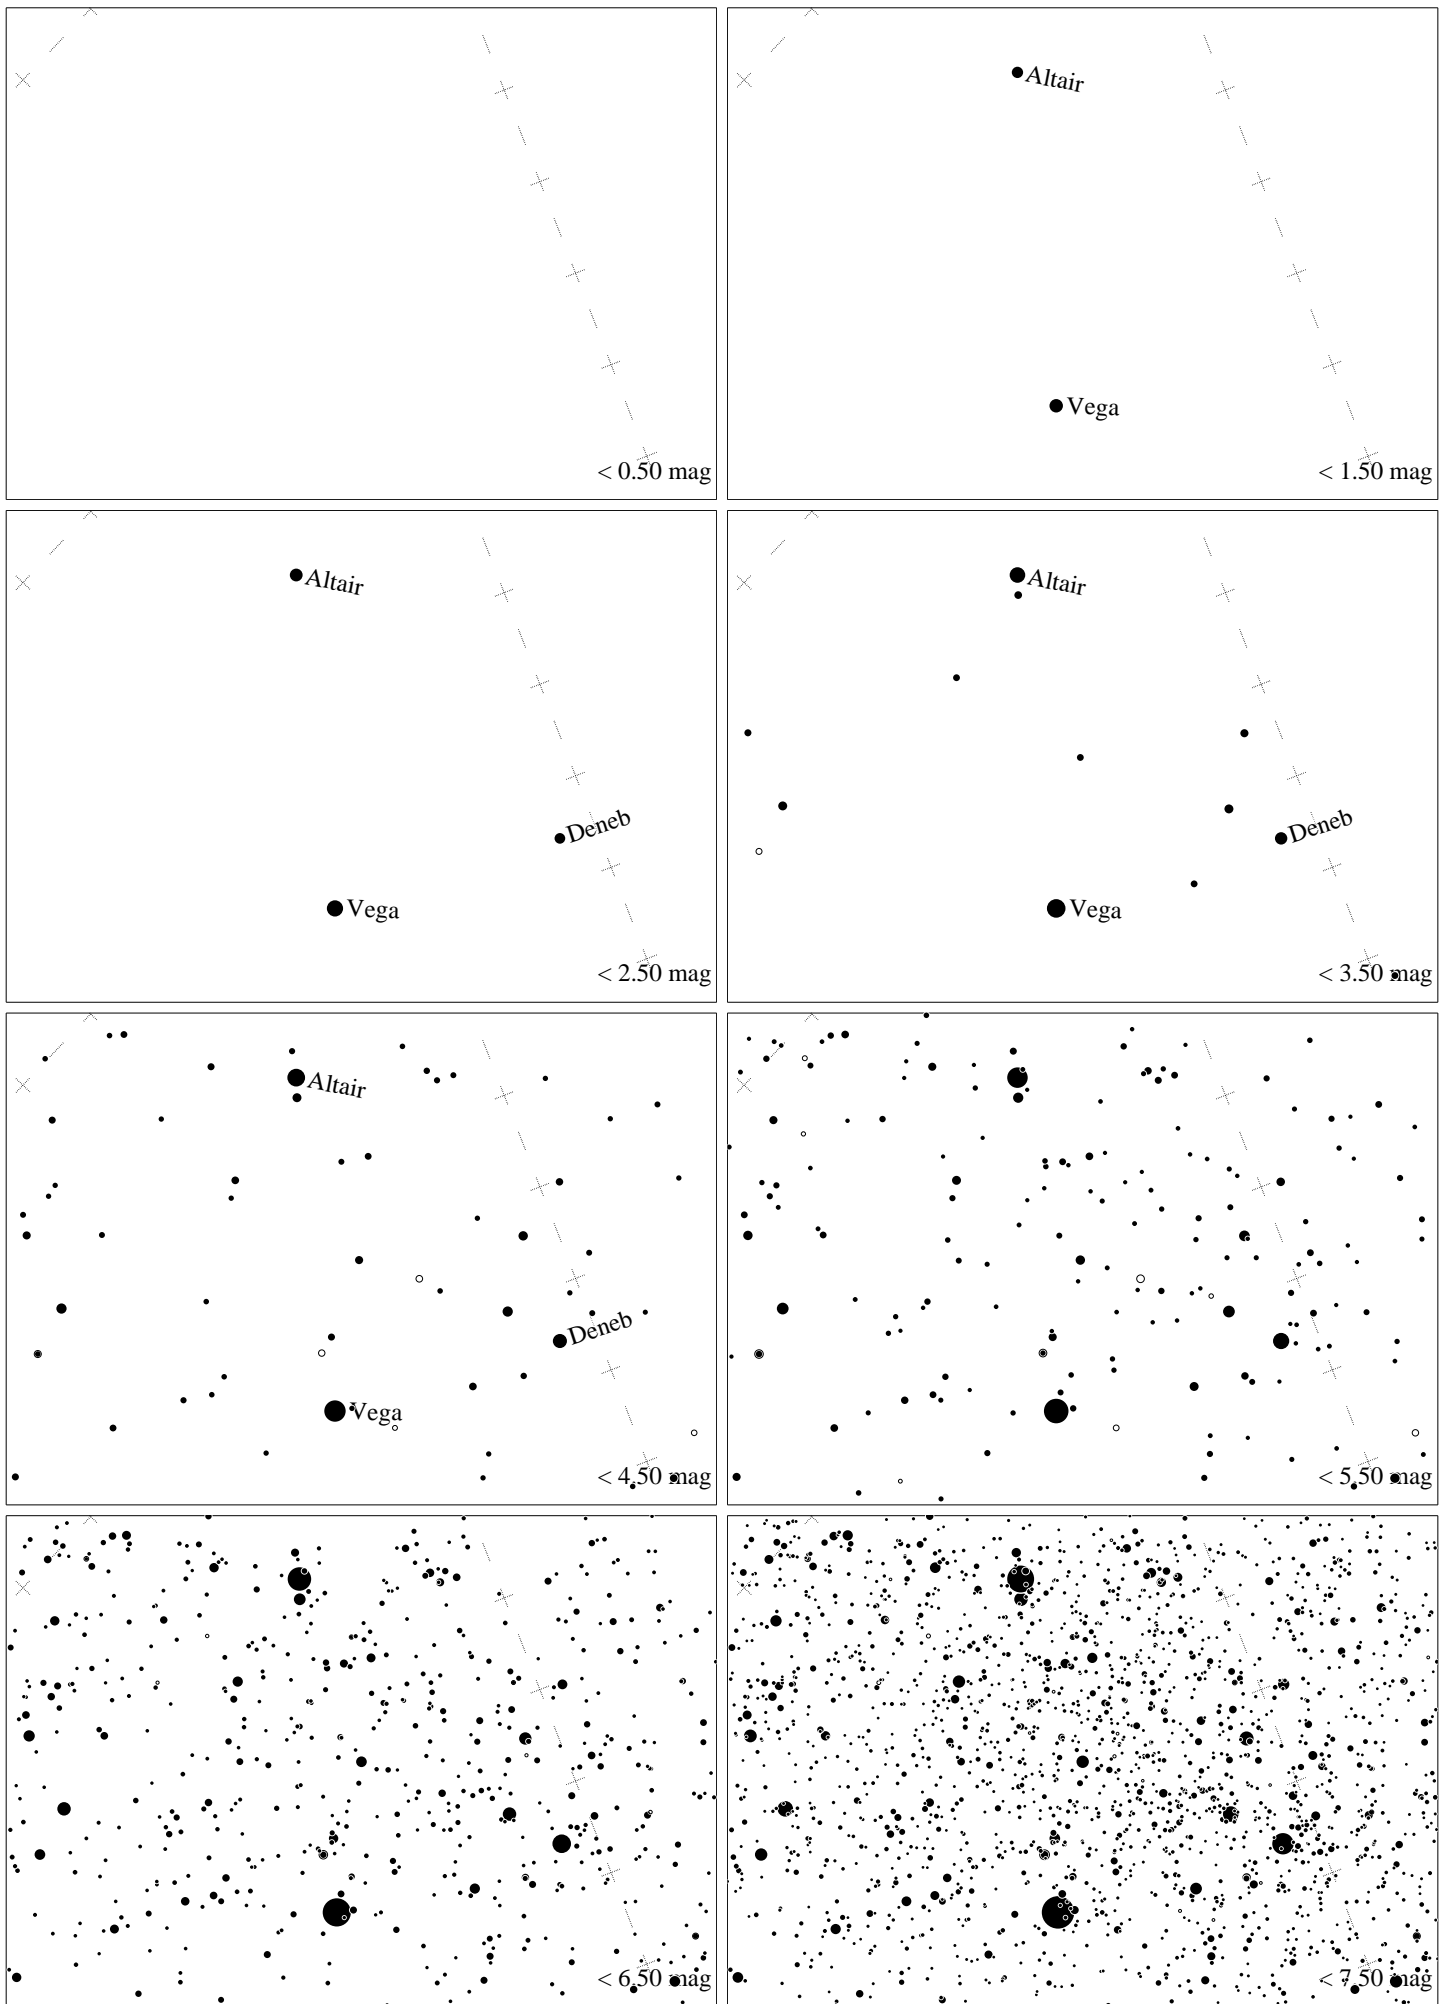 < 0.50 mag
Altair
Vega
< 1.50 mag
Altair
Deneb
Vega
< 2.50 mag
Altair
Deneb
Vega
< 3.50 mag
Altair
Deneb
Vega
< 4.50 mag
< 5.50 mag
< 6.50 mag
< 7.50 mag